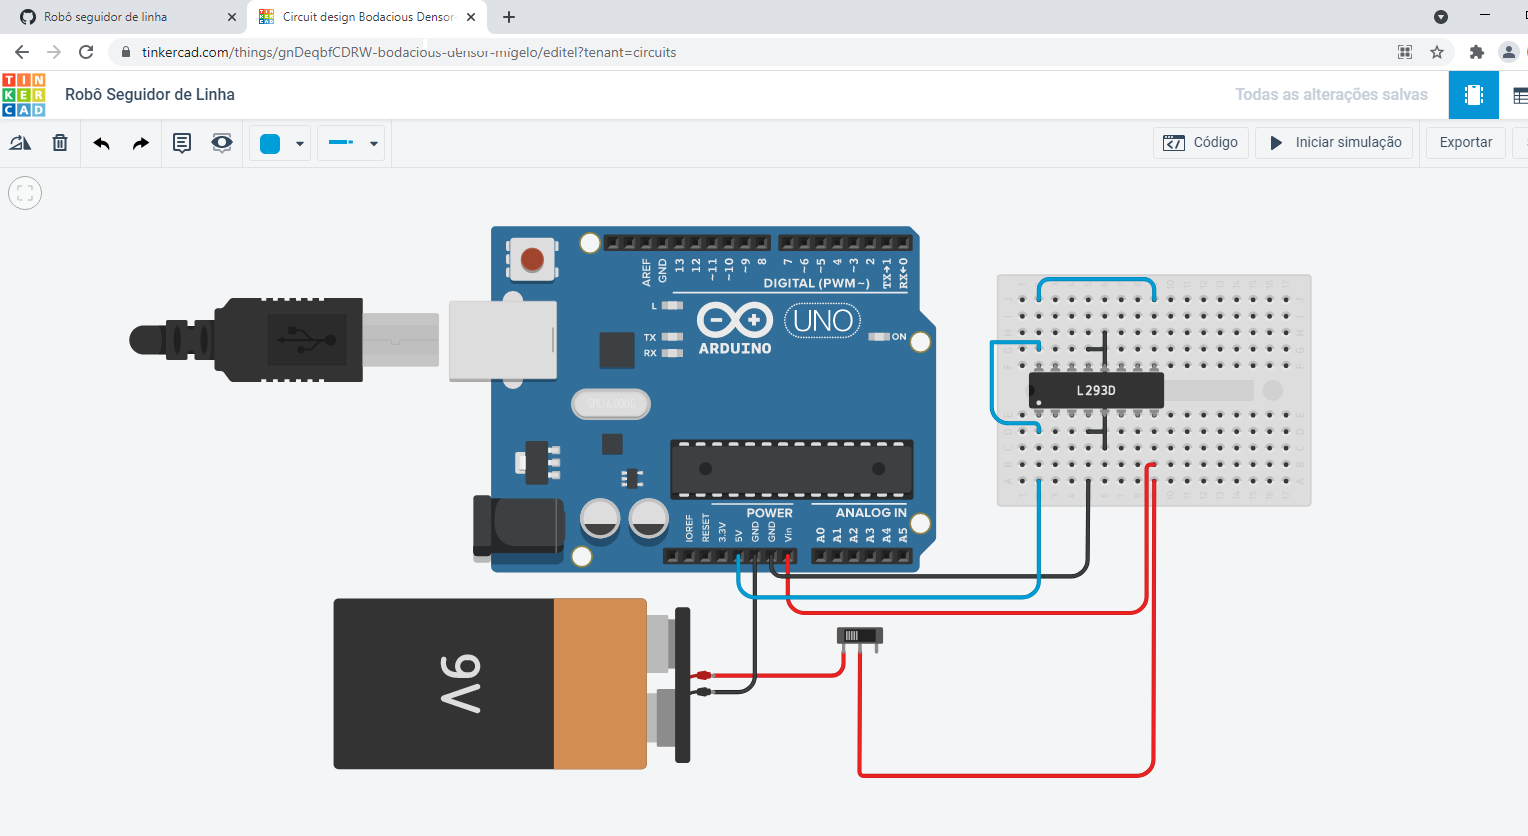 Robô seguidor de linha
Circuit design Bodacious Densor
tinkercad.com/things/gnDeqbfCDRW-bodacious-densor-migelo/editel?tenant=circuits
TIN
KER
CAD
Robô Seguidor de Linha
Todas as alterações salvas
Código
Iniciar simulação
Exportar
AREF
GND
13
12
~11
~10
~9
8
7
~6
~5
4
~3
2
TX→1
RX←0
DIGITAL (PWM~)
L
TX
RX
ARDUINO
UNO
ON
L293D
POWER
ANALOG IN
IOREF
RESET
3.3V
5V
GND
GND
Vin
A0
A1
A2
A3
A4
A5
9V